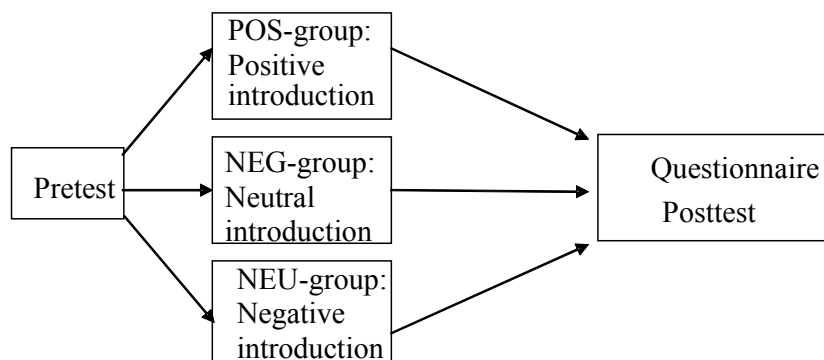 Pretest
POS-group:
Positive
introduction
NEG-group:
Neutral
introduction
NEU-group:
Negative
introduction
Questionnaire
Posttest